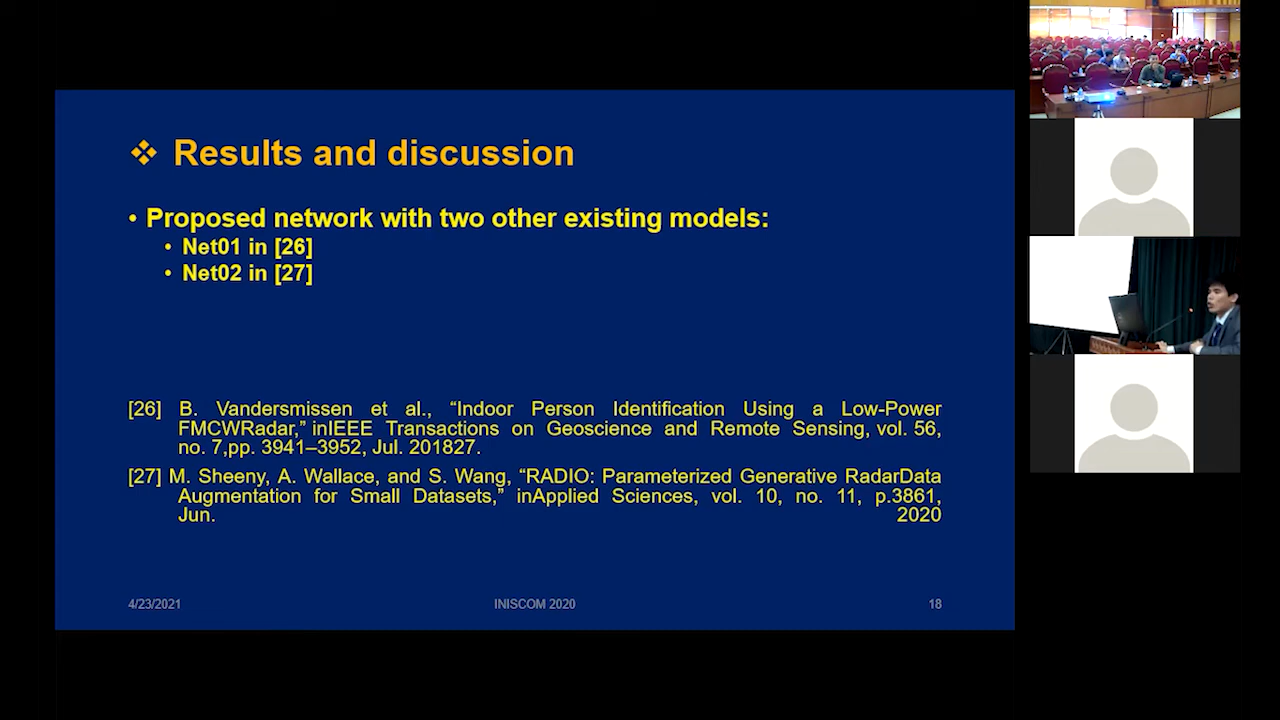 Results and discussion
• Proposed network with two other existing models:
• Net01 in [26]
• Net02 in [27]
[26] B. Vandersmissen et al., “Indoor Person Identification Using a Low-Power
FMCWRadar,” inIEEE Transactions on Geoscience and Remote Sensing, vol. 56,
no. 7,pp. 3941–3952, Jul. 201827.
[27] M. Sheeny, A. Wallace, and S. Wang, “RADIO: Parameterized Generative RadarData
Augmentation for Small Datasets,” inApplied Sciences, vol. 10, no. 11, p.3861,
Jun. 2020
4/23/2021 INISCOM 2020 18